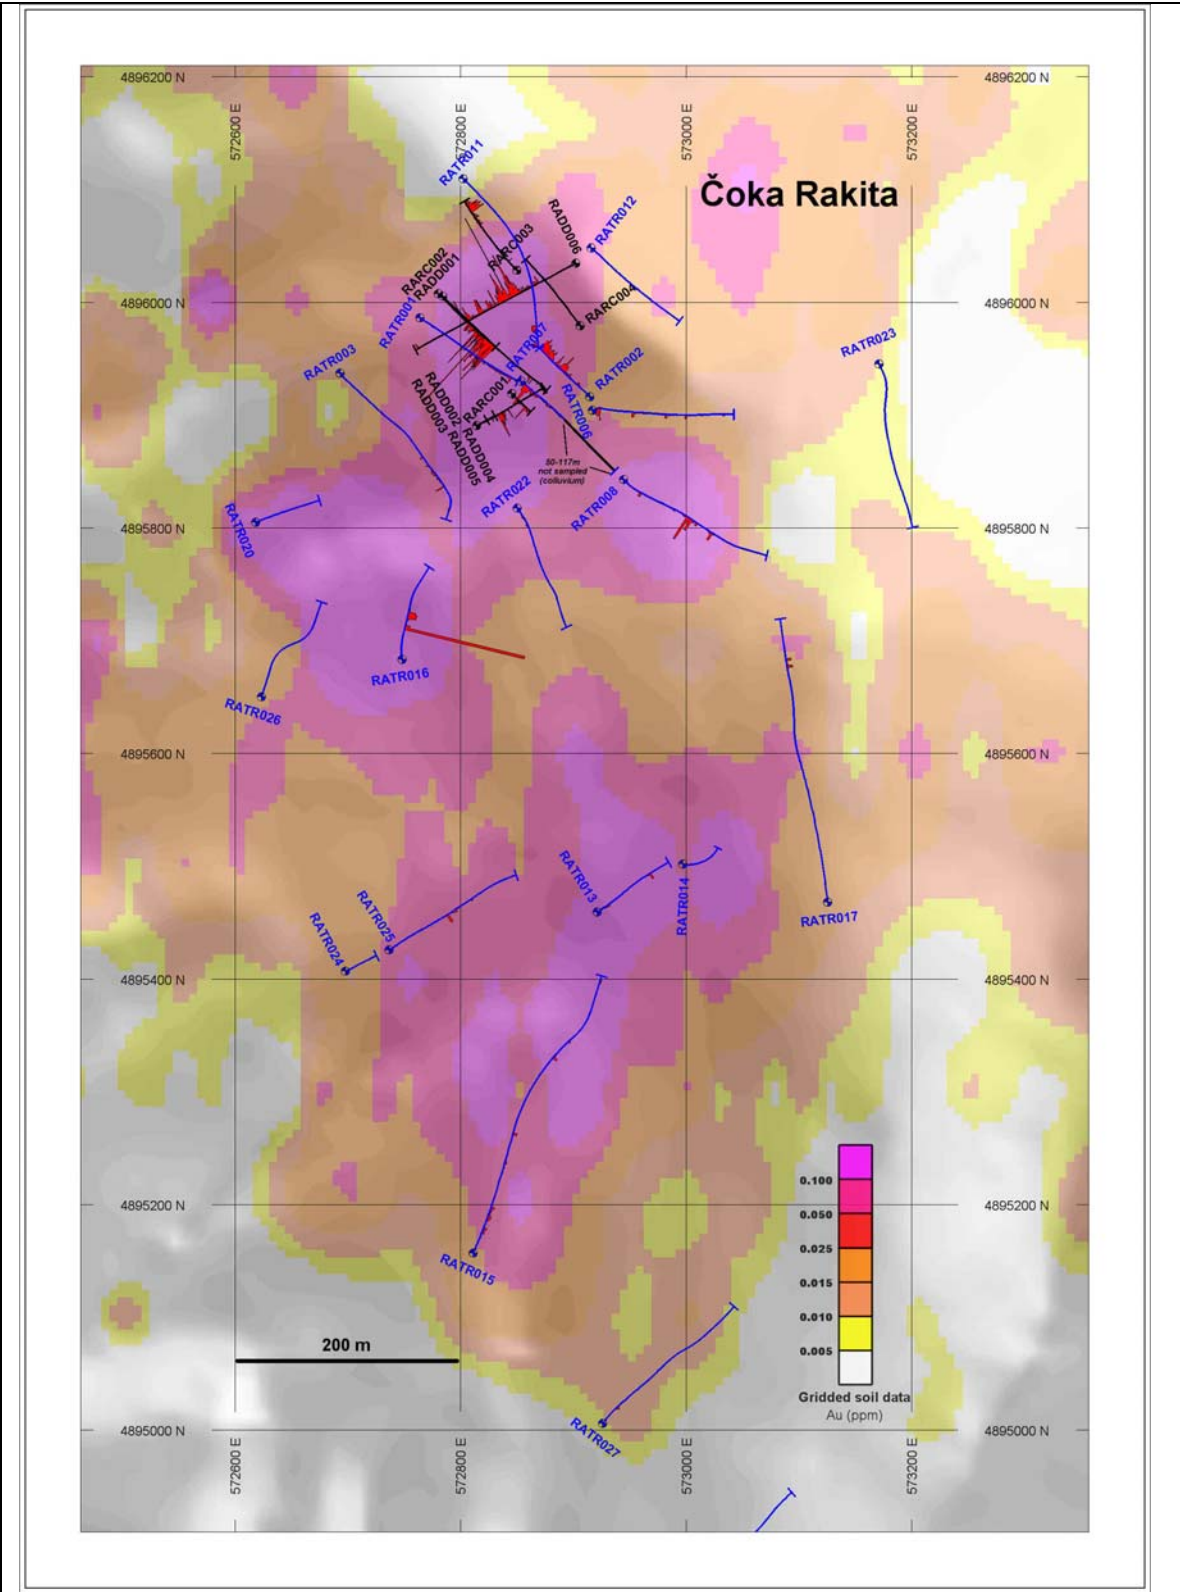 4896200 N
4896200 N
572600 E
572800 E
573000 E
573200 E
Čoka Rakita
RATR011
RATR012
RADD006
RARC003
RARC002
RADD001
4896000 N
4896000 N
RARC004
RATR001
RATR007
RATR003
RATR002
RATR023
RARC001
RATR006
RADD002
RADD003
RADD004
RADD005
80-117m
not sampled
(colluvium)
RATR022
RATR008
RATR020
4895800 N
4895800 N
RATR016
RATR026
4895600 N
4895600 N
RATR013
RATR014
RATR017
RATR025
RATR024
4895400 N
4895400 N
4895200 N
4895200 N
RATR015
0.100
0.050
0.025
0.015
0.010
0.005
Gridded soil data
Au (ppm)
200 m
4895000 N
4895000 N
RATR027
572600 E
572800 E
573000 E
573200 E